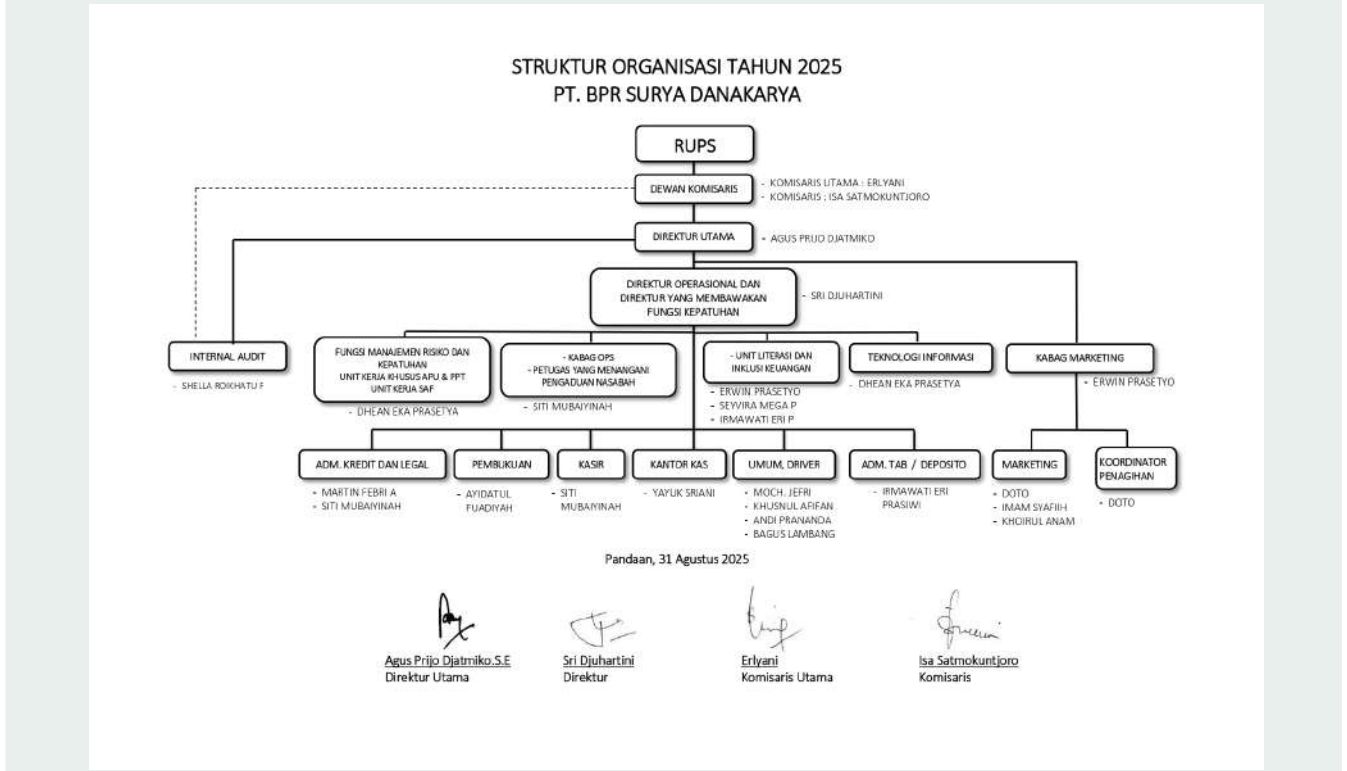 STRUKTUR ORGANISASI TAHUN 2025
PT. BPR SURYA DANAKARYA
RUPS
DEWAN KOMISARIS
- KOMISARIS UTAMA : ERLYANI
- KOMISARIS : ISA SATMOKUNTJORO
DIREKTUR UTAMA
- AGUS PRIJO DJATMIKO
DIREKTUR OPERASIONAL DAN
DIREKTUR YANG MEMBAWAKAN
FUNGSI KEPATUHAN
- SRI DJUHARTINI
INTERNAL AUDIT
- SHELLA ROIKHATU F
FUNGSI MANAJEMEN RISIKO DAN
KEPATUHAN
UNIT KERJA KHUSUS APU & PPT
UNIT KERJA SAF
- DHEAN EKA PRASETYA
- KABAG OPS
- PETUGAS YANG MENANGANI
PENGADUAN NASABAH
- SITI MUBAIYINAH
- UNIT LITERASI DAN
INKLUSI KEUANGAN
- ERWIN PRASETYO
- SEYVIRA MEGA P
- IRMAWATI ERI P
TEKNOLOGI INFORMASI
- DHEAN EKA PRASETYA
KABAG MARKETING
- ERWIN PRASETYO
ADM. KREDIT DAN LEGAL
- MARTIN FEBRI A
- SITI MUBAIYINAH
PEMBUKUAN
- AYIDATUL
FUADIYAH
KASIR
- SITI
MUBAIYINAH
KANTOR KAS
- YAYUK SRIANI
UMUM, DRIVER
- MOCH. JEFRI
- KHUSNUL AFIFAN
- ANDI PRANANDA
- BAGUS LAMBANG
ADM. TAB / DEPOSITO
- IRMAWATI ERI
PRASIWI
MARKETING
- DOTO
- IMAM SYAFIIH
- KHOIRUL ANAM
KOORDINATOR
PENAGIHAN
- DOTO
Pandaan, 31 Agustus 2025
Agus Prijo Djatmiko.S.E
Direktur Utama
Sri Djuhartini
Direktur
Erlyani
Komisaris Utama
Isa Satmokuntjoro
Komisaris